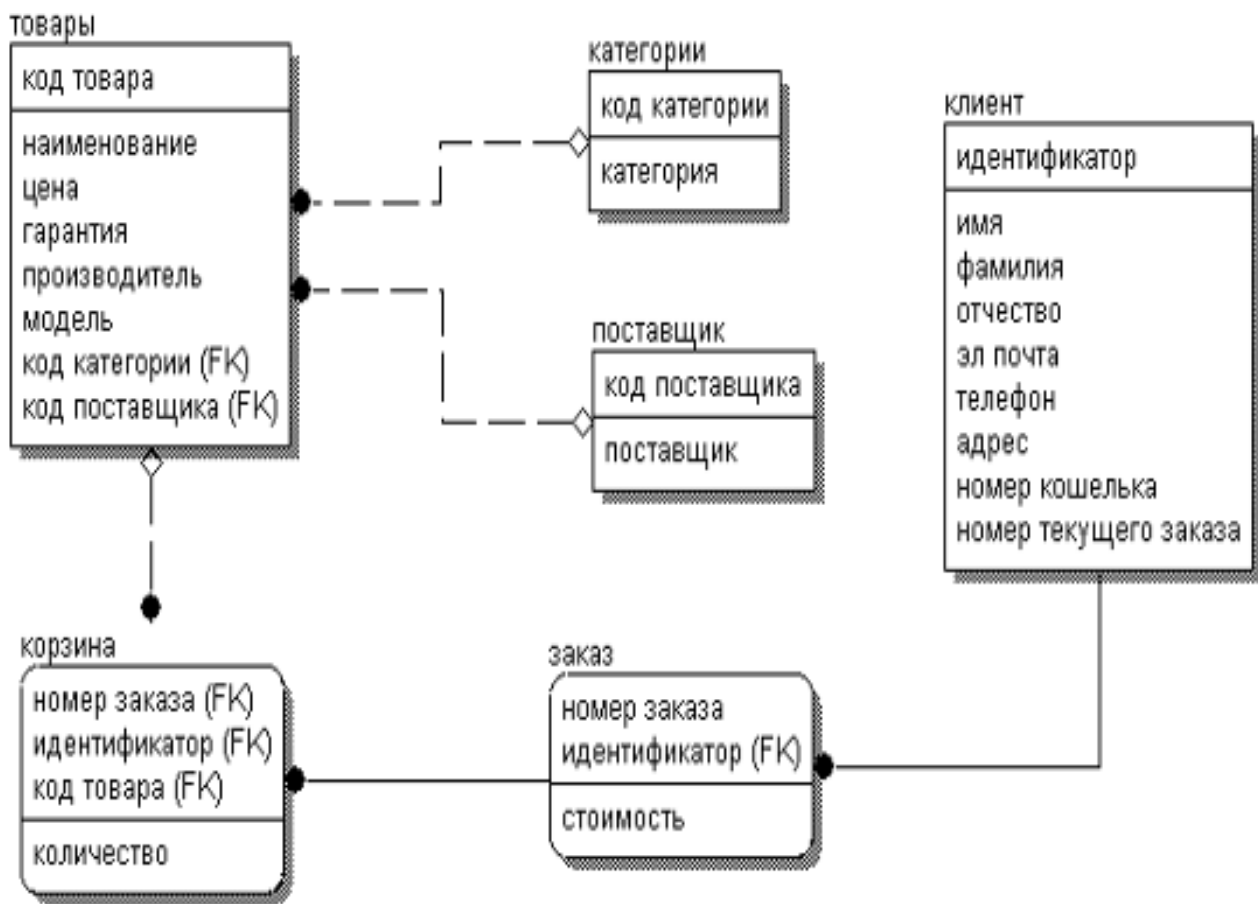 товары
код товара
наименование
цена
гарантия
производитель
модель
код категории (FK)
код поставщика (FK)
категории
код категории
категория
поставщик
код поставщика
поставщик
клиент
идентификатор
имя
фамилия
отчество
эл почта
телефон
адрес
номер кошелька
номер текущего заказа
корзина
номер заказа (FK)
идентификатор (FK)
код товара (FK)
количество
заказ
номер заказа
идентификатор (FK)
стоимость